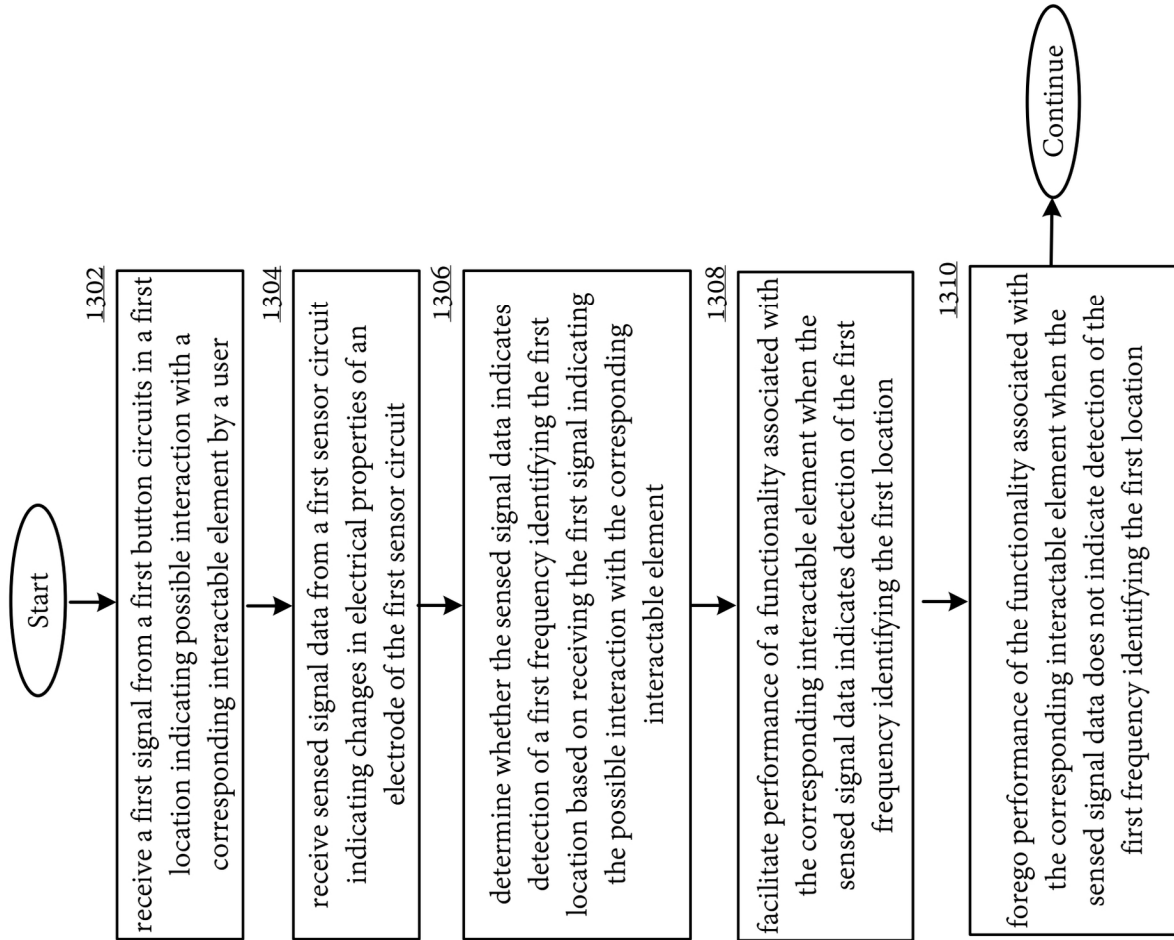 Start
1302
receive a first signal from a first button circuits in a first
location indicating possible interaction with a
corresponding interactable element by a user
1304
receive sensed signal data from a first sensor circuit
indicating changes in electrical properties of an
electrode of the first sensor circuit
1306
determine whether the sensed signal data indicates
detection of a first frequency identifying the first
location based on receiving the first signal indicating
the possible interaction with the corresponding
interactable element
1308
facilitate performance of a functionality associated with
the corresponding interactable element when the
sensed signal data indicates detection of the first
frequency identifying the first location
1310
forego performance of the functionality associated with
the corresponding interactable element when the
sensed signal data does not indicate detection of the
first frequency identifying the first location
Continue